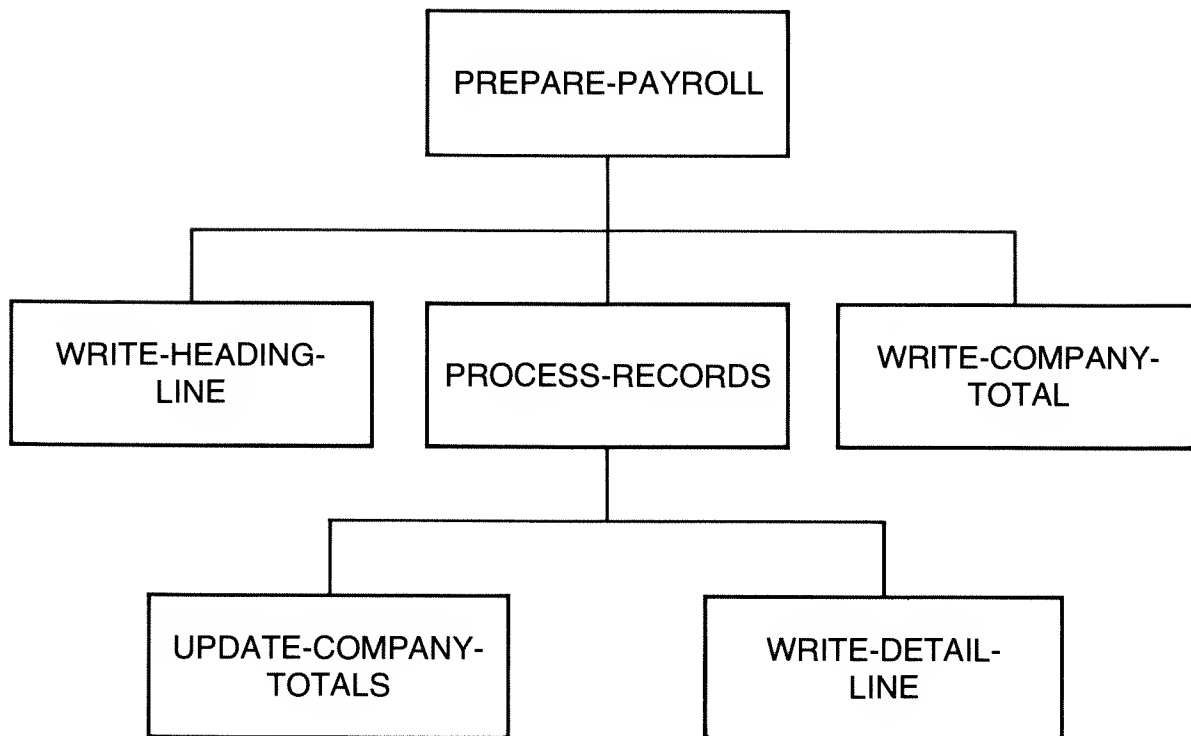 PREPARE-PAYROLL
WRITE-HEADING-
LINE
PROCESS-RECORDS
WRITE-COMPANY-
TOTAL
UPDATE-COMPANY-
TOTALS
WRITE-DETAIL-
LINE